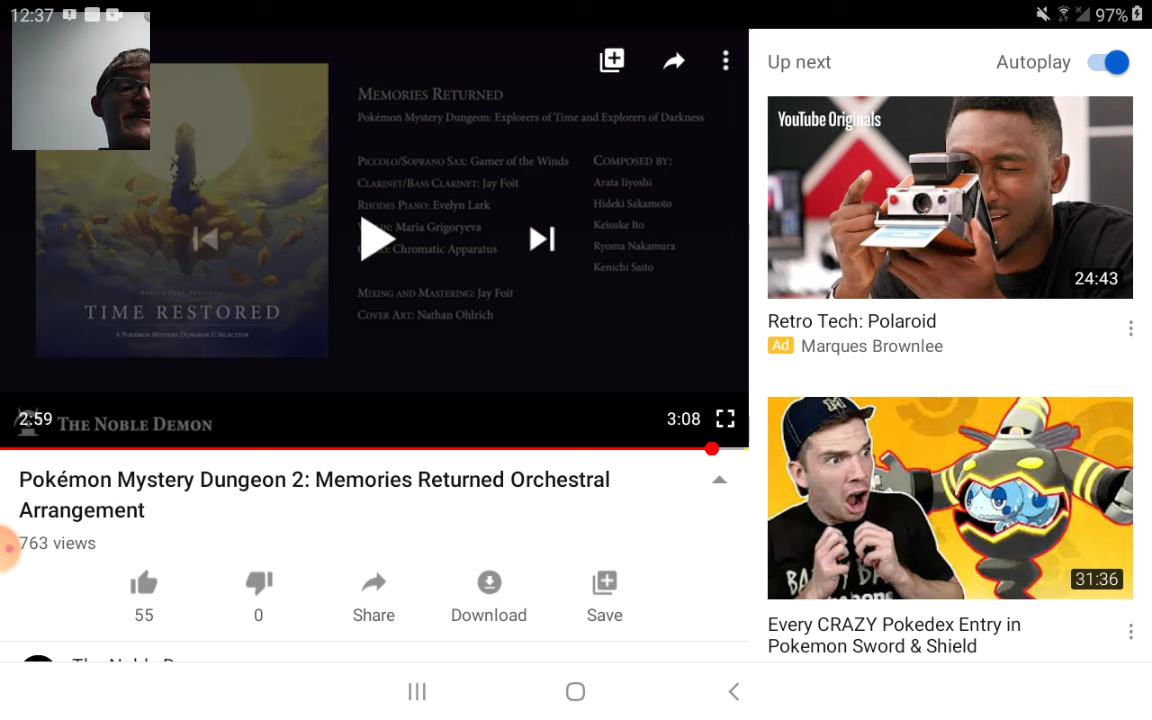 12:37
97%
MEMORIES RETURNED
Pokémon Mystery Dungeon: Explorers of Time and Explorers of Darkness
PICCOLO/SOPRANO SAX: Gamer of the Winds
CLARINET/BASS CLARINET: Jay Foit
RHODES PIANO: Evelyn Lark
Maria Grigoryeva
Chromatic Apparatus
MIXING AND MASTERING: Jay Foit
COVER ART: Nathan Ohlrich
COMPOSED BY:
Arata Iiyoshi
Hideki Sakamoto
Keisuke Ito
Ryoma Nakamura
Kenichi Saito
TIME RESTORED
A POKÉMON MYSTERY DUNGEON II SELECTION
2:59
THE NOBLE DEMON
3:08
Pokémon Mystery Dungeon 2: Memories Returned Orchestral
Arrangement
763 views
55
0
Share
Download
Save
Up next
Autoplay
YouTube Originals
24:43
Retro Tech: Polaroid
Ad Marques Brownlee
31:36
Every CRAZY Pokedex Entry in
Pokemon Sword & Shield